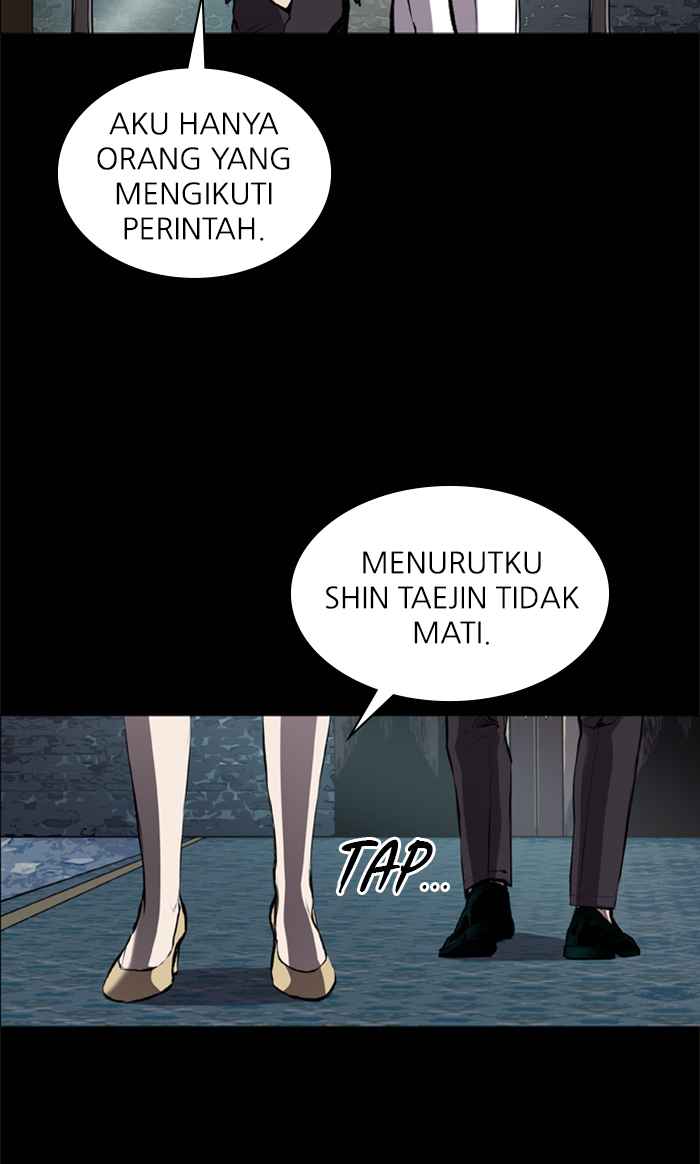 AKU HANYA
ORANG YANG
MENGIKUTI
PERINTAH.
MENURUTKU
SHIN TAEJIN TIDAK
MATI.
TAP...